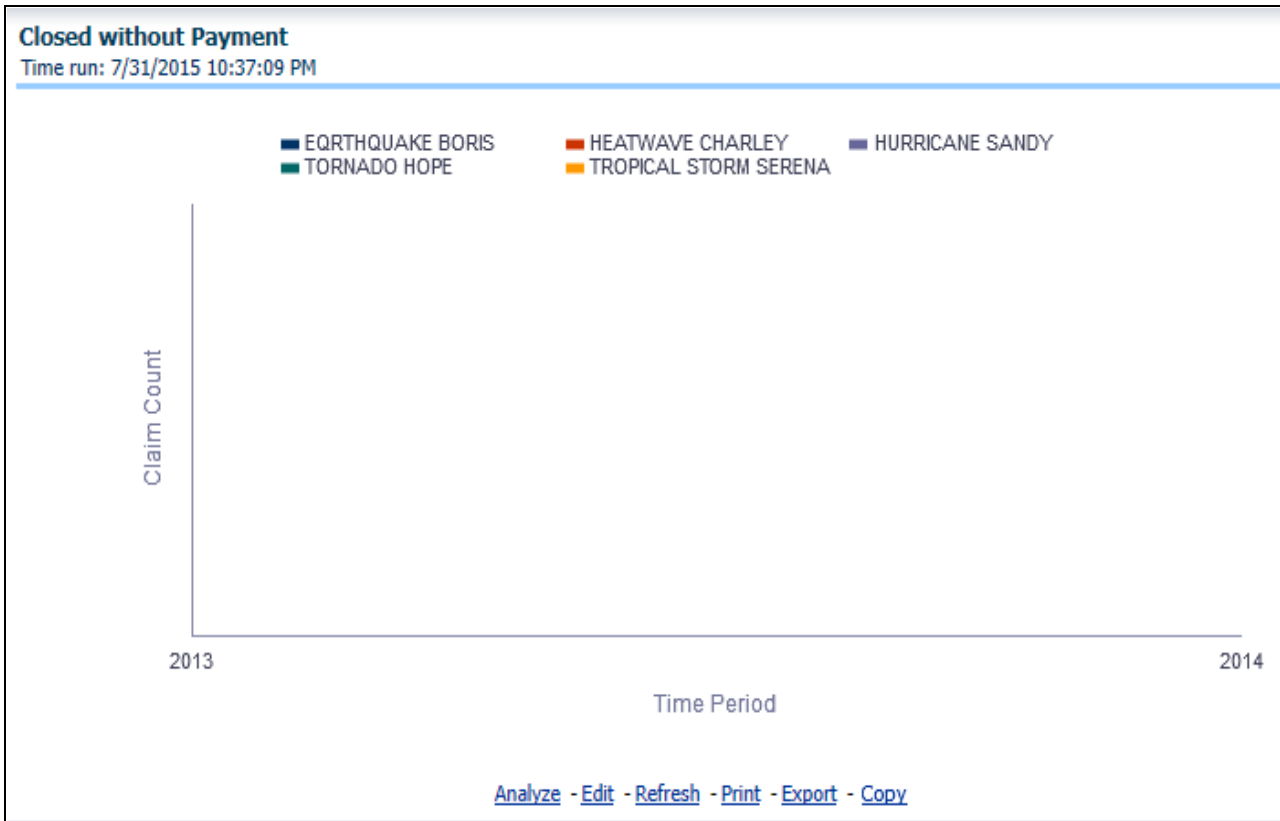 Closed without Payment
Time run: 7/31/2015 10:37:09 PM
EQRTHQUAKE BORIS HEATWAVE CHARLEY HURRICANE SANDY
TORNADO HOPE TROPICAL STORM SERENA
Claim Count
2013 2014
Time Period
Analyze - Edit - Refresh - Print - Export - Copy